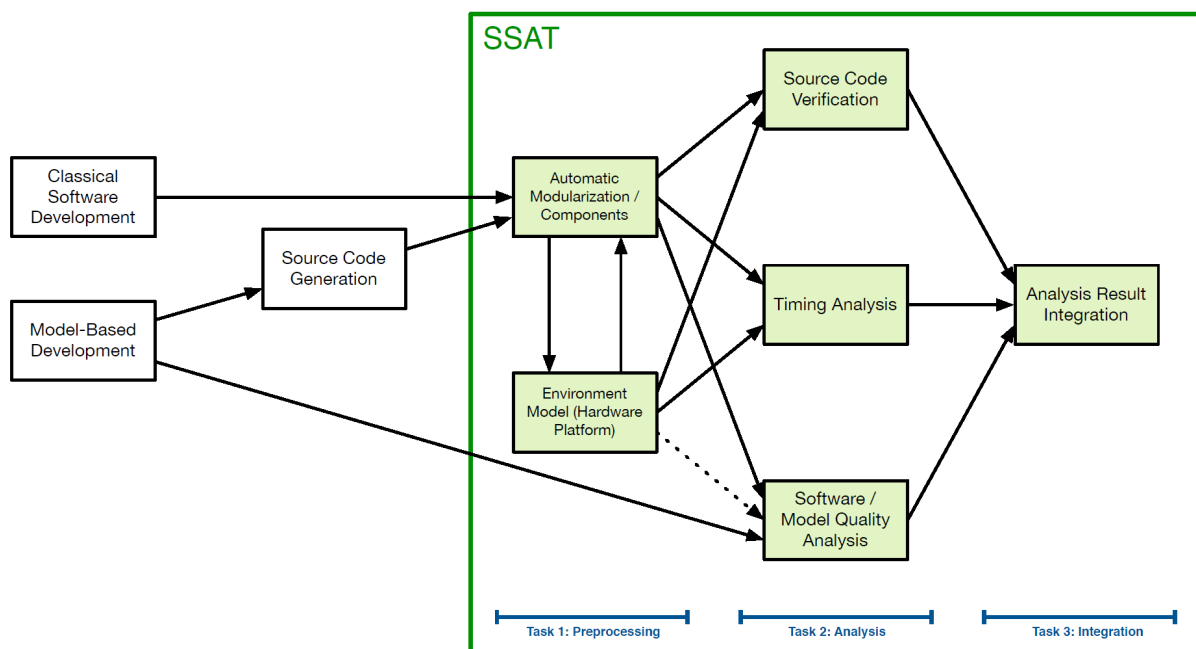 SSAT
Source Code
Verification
Classical
Software
Development
Automatic
Modularization /
Components
Source Code
Generation
Model-Based
Development
Timing Analysis
Analysis Result
Integration
Environment
Model (Hardware
Platform)
Software /
Model Quality
Analysis
Task 1: Preprocessing
Task 2: Analysis
Task 3: Integration